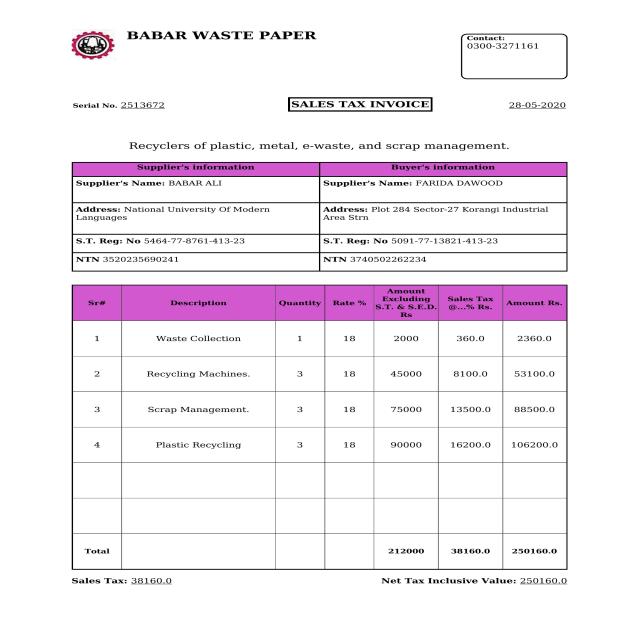 BABAR WASTE PAPER
Contact:
0300-3271161
Serial No. 2513672
SALES TAX INVOICE
28-05-2020
Recyclers of plastic, metal, e-waste, and scrap management.
Supplier's information Buyer's information
Supplier's Name: BABAR ALI Supplier's Name: FARIDA DAWOOD
Address: National University Of Modern
Languages
Address: Plot 284 Sector-27 Korangi Industrial
Area Strn
S.T. Reg: No 5464-77-8761-413-23 S.T. Reg: No 5091-77-13821-413-23
NTN 3520235690241 NTN 3740502262234
Sr# Description Quantity Rate %
Amount
Excluding
S.T. & S.E.D.
Rs
Sales Tax
@...% Rs.
Amount Rs.
1 Waste Collection 1 18 2000 360.0 2360.0
2 Recycling Machines. 3 18 45000 8100.0 53100.0
3 Scrap Management. 3 18 75000 13500.0 88500.0
4 Plastic Recycling 3 18 90000 16200.0 106200.0
Total 212000 38160.0 250160.0
Sales Tax: 38160.0 Net Tax Inclusive Value: 250160.0